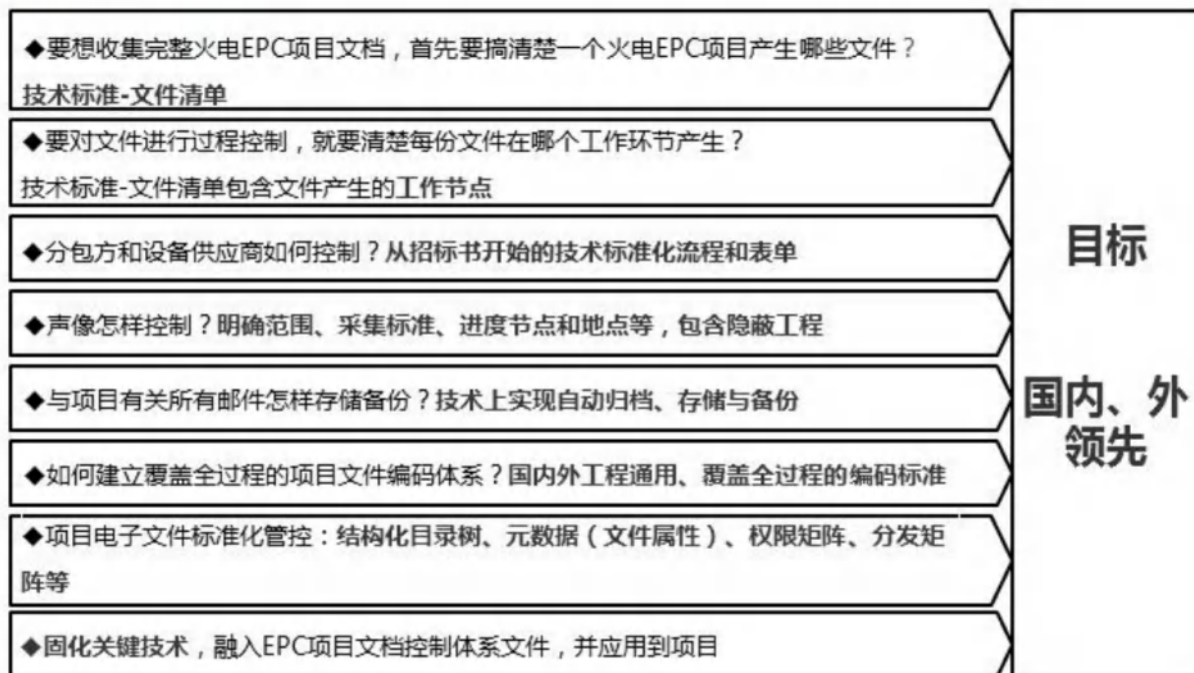 ◆要想收集完整火电EPC项目文档，首先要搞清楚一个火电EPC项目产生哪些文件？
技术标准-文件清单
◆要对文件进行过程控制，就要清楚每份文件在哪个工作环节产生？
技术标准-文件清单包含文件产生的工作节点
◆分包方和设备供应商如何控制？从招标书开始的技术标准化流程和表单
◆声像怎样控制？明确范围、采集标准、进度节点和地点等，包含隐蔽工程
◆与项目有关所有邮件怎样存储备份？技术上实现自动归档、存储与备份
◆如何建立覆盖全过程的项目文件编码体系？国内外工程通用、覆盖全过程的编码标准
◆项目电子文件标准化管控：结构化目录树、元数据（文件属性）、权限矩阵、分发矩
阵等
◆固化关键技术，融入EPC项目文档控制体系文件，并应用到项目
目标
国内、外
领先